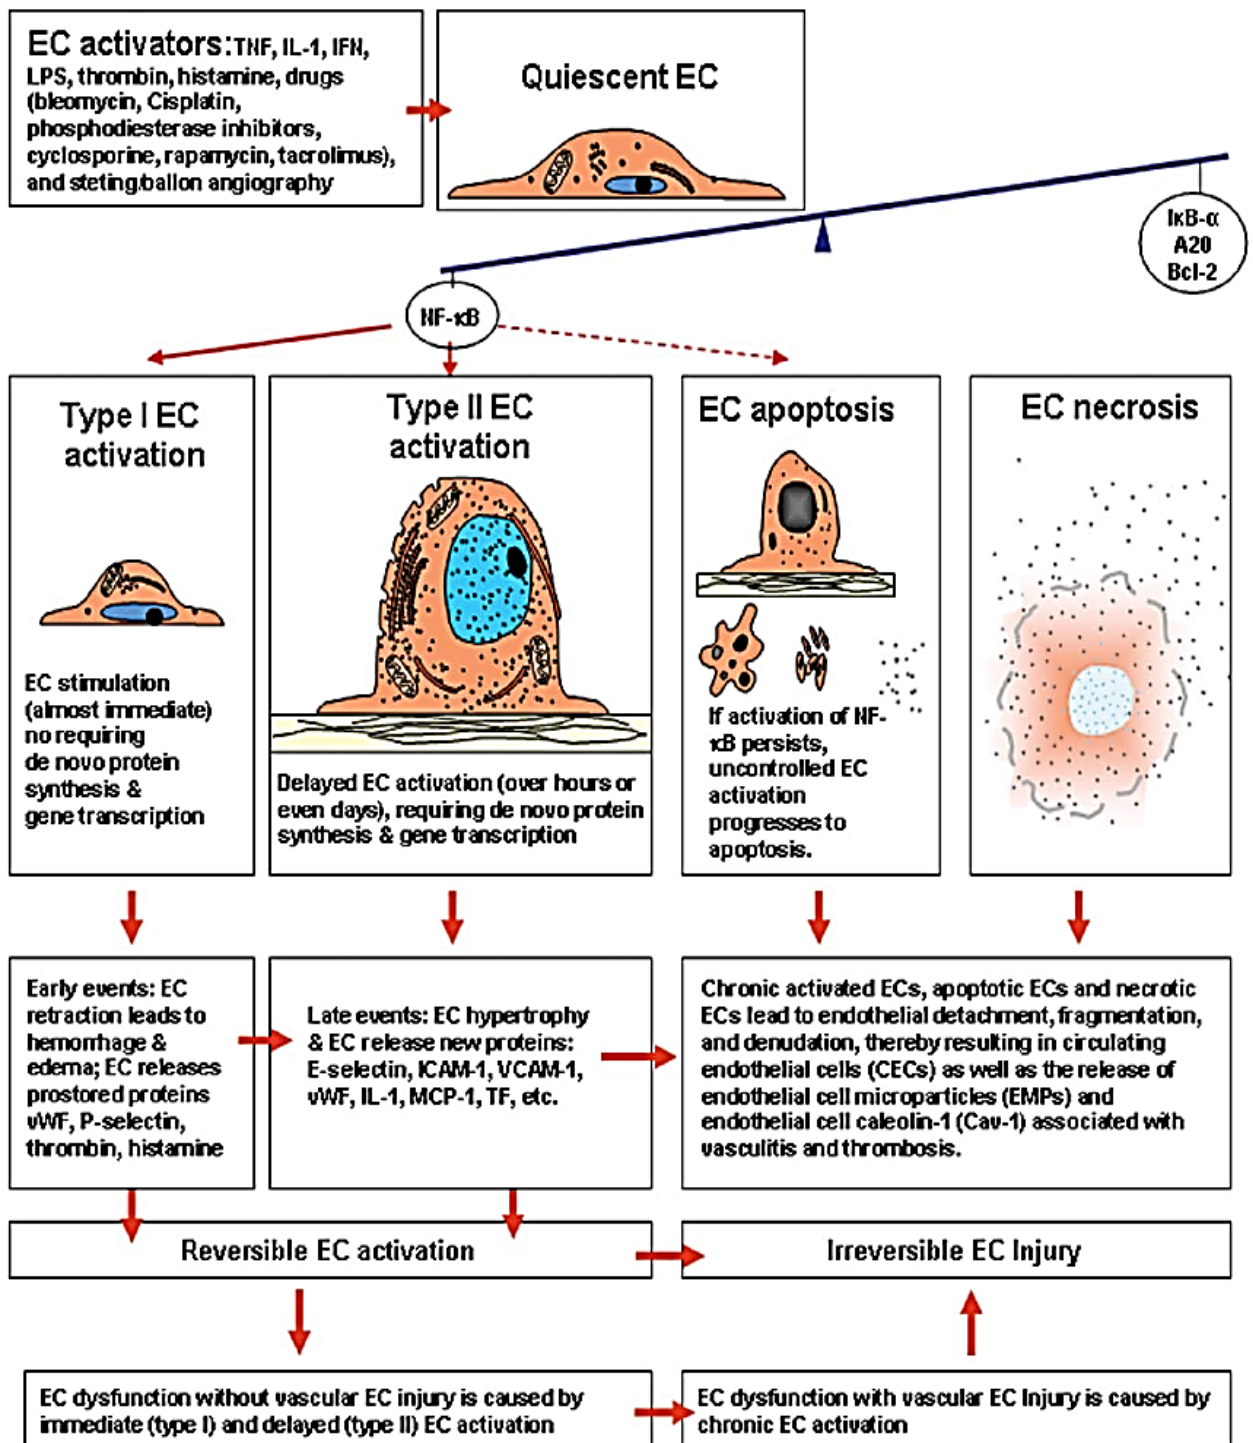 EC activators:TNF, IL-1, IFN,
LPS, thrombin, histamine, drugs
(bleomycin, Cisplatin,
phosphodiesterase inhibitors,
cyclosporine, rapamycin, tacrolimus),
and steting/ballon angiography
Quiescent EC
IκB-α
A20
Bcl-2
NF-κB
Type I EC
activation
EC stimulation
(almost immediate)
no requiring
de novo protein
synthesis &
gene transcription
Type II EC
activation
Delayed EC activation (over hours or
even days), requiring de novo protein
synthesis & gene transcription
EC apoptosis
If activation of NF-
κB persists,
uncontrolled EC
activation
progresses to
apoptosis.
EC necrosis
Early events: EC
retraction leads to
hemorrhage &
edema; EC releases
prostored proteins
vWF, P-selectin,
thrombin, histamine
Late events: EC hypertrophy
& EC release new proteins:
E-selectin, ICAM-1, VCAM-1,
vWF, IL-1, MCP-1, TF, etc.
Chronic activated ECs, apoptotic ECs and necrotic
ECs lead to endothelial detachment, fragmentation,
and denudation, thereby resulting in circulating
endothelial cells (CECs) as well as the release of
endothelial cell microparticles (EMPs) and
endothelial cell caleolin-1 (Cav-1) associated with
vasculitis and thrombosis.
Reversible EC activation
Irreversible EC Injury
EC dysfunction without vascular EC injury is caused by
immediate (type I) and delayed (type II) EC activation
EC dysfunction with vascular EC Injury is caused by
chronic EC activation